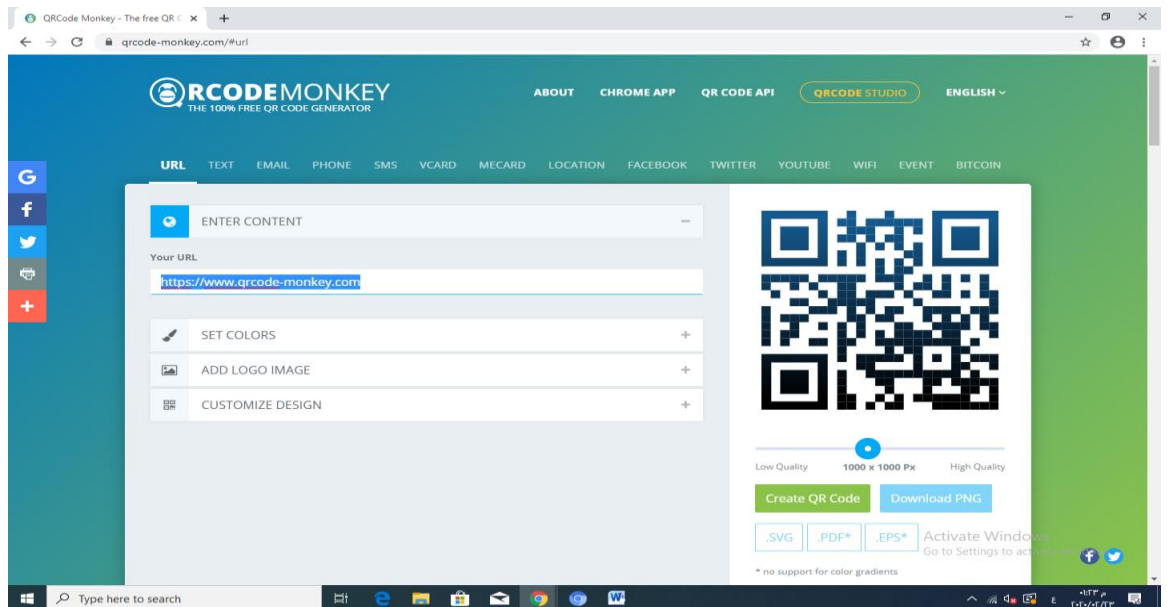 QRCode Monkey - The free QR C
qrcode-monkey.com/#url
QRCODEMONKEY
THE 100% FREE QR CODE GENERATOR
ABOUT CHROME APP QR CODE API QRCODE STUDIO ENGLISH
URL TEXT EMAIL PHONE SMS VCARD MECARD LOCATION FACEBOOK TWITTER YOUTUBE WIFI EVENT BITCOIN
ENTER CONTENT
Your URL
https://www.qrcode-monkey.com
SET COLORS
ADD LOGO IMAGE
CUSTOMIZE DESIGN
Low Quality 1000 x 1000 Px High Quality
Create QR Code Download PNG
.SVG .PDF* .EPS*
Activate Windows
Go to Settings to
* no support for color gradients
Type here to search